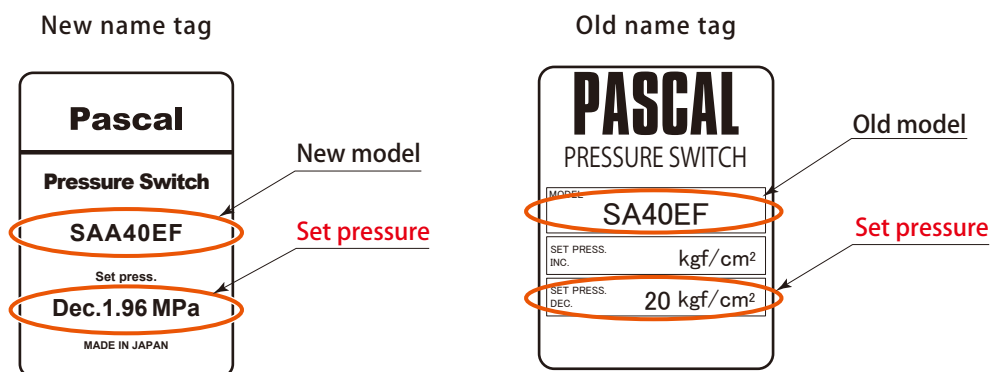 New name tag
Pascal
Pressure Switch
SAA40EF
Set press.
Dec.1.96 MPa
MADE IN JAPAN
New model
Set pressure
Old name tag
PASCAL
PRESSURE SWITCH
MODEL
SA40EF
SET PRESS.
INC.
kgf/cm²
SET PRESS.
DEC.
20 kgf/cm²
Old model
Set pressure